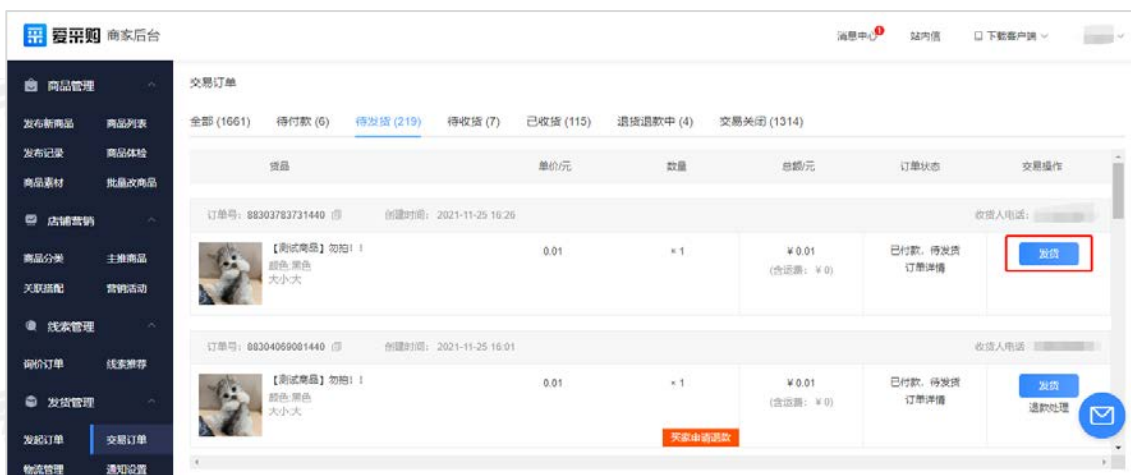 采 爱采购 商家后台
消息中心 1 站内信 下载客户端
商品管理
发布新商品 商品列表
发布记录 商品体检
商品素材 批量改商品
店铺营销
商品分类 主推商品
关联搭配 营销活动
线索管理
询价订单 线索推荐
发货管理
发起订单 交易订单
物流管理 通知设置
交易订单
全部 (1661) 待付款 (6) 待发货 (219) 待收货 (7) 已收货 (115) 退货退款中 (4) 交易关闭 (1314)
货品 单价/元 数量 总额/元 订单状态 交易操作
订单号: 88303783731440 创建时间: 2021-11-25 16:26 收货人电话:
【测试商品】勿拍！！ 0.01 × 1 ¥ 0.01 已付款, 待发货 发货
颜色:黑色 (含运费: ¥ 0) 订单详情
大小:大
订单号: 88304069081440 创建时间: 2021-11-25 16:01 收货人电话:
【测试商品】勿拍！！ 0.01 × 1 ¥ 0.01 已付款, 待发货 发货
颜色:黑色 (含运费: ¥ 0) 订单详情 退款处理
大小:大
买家申请退款